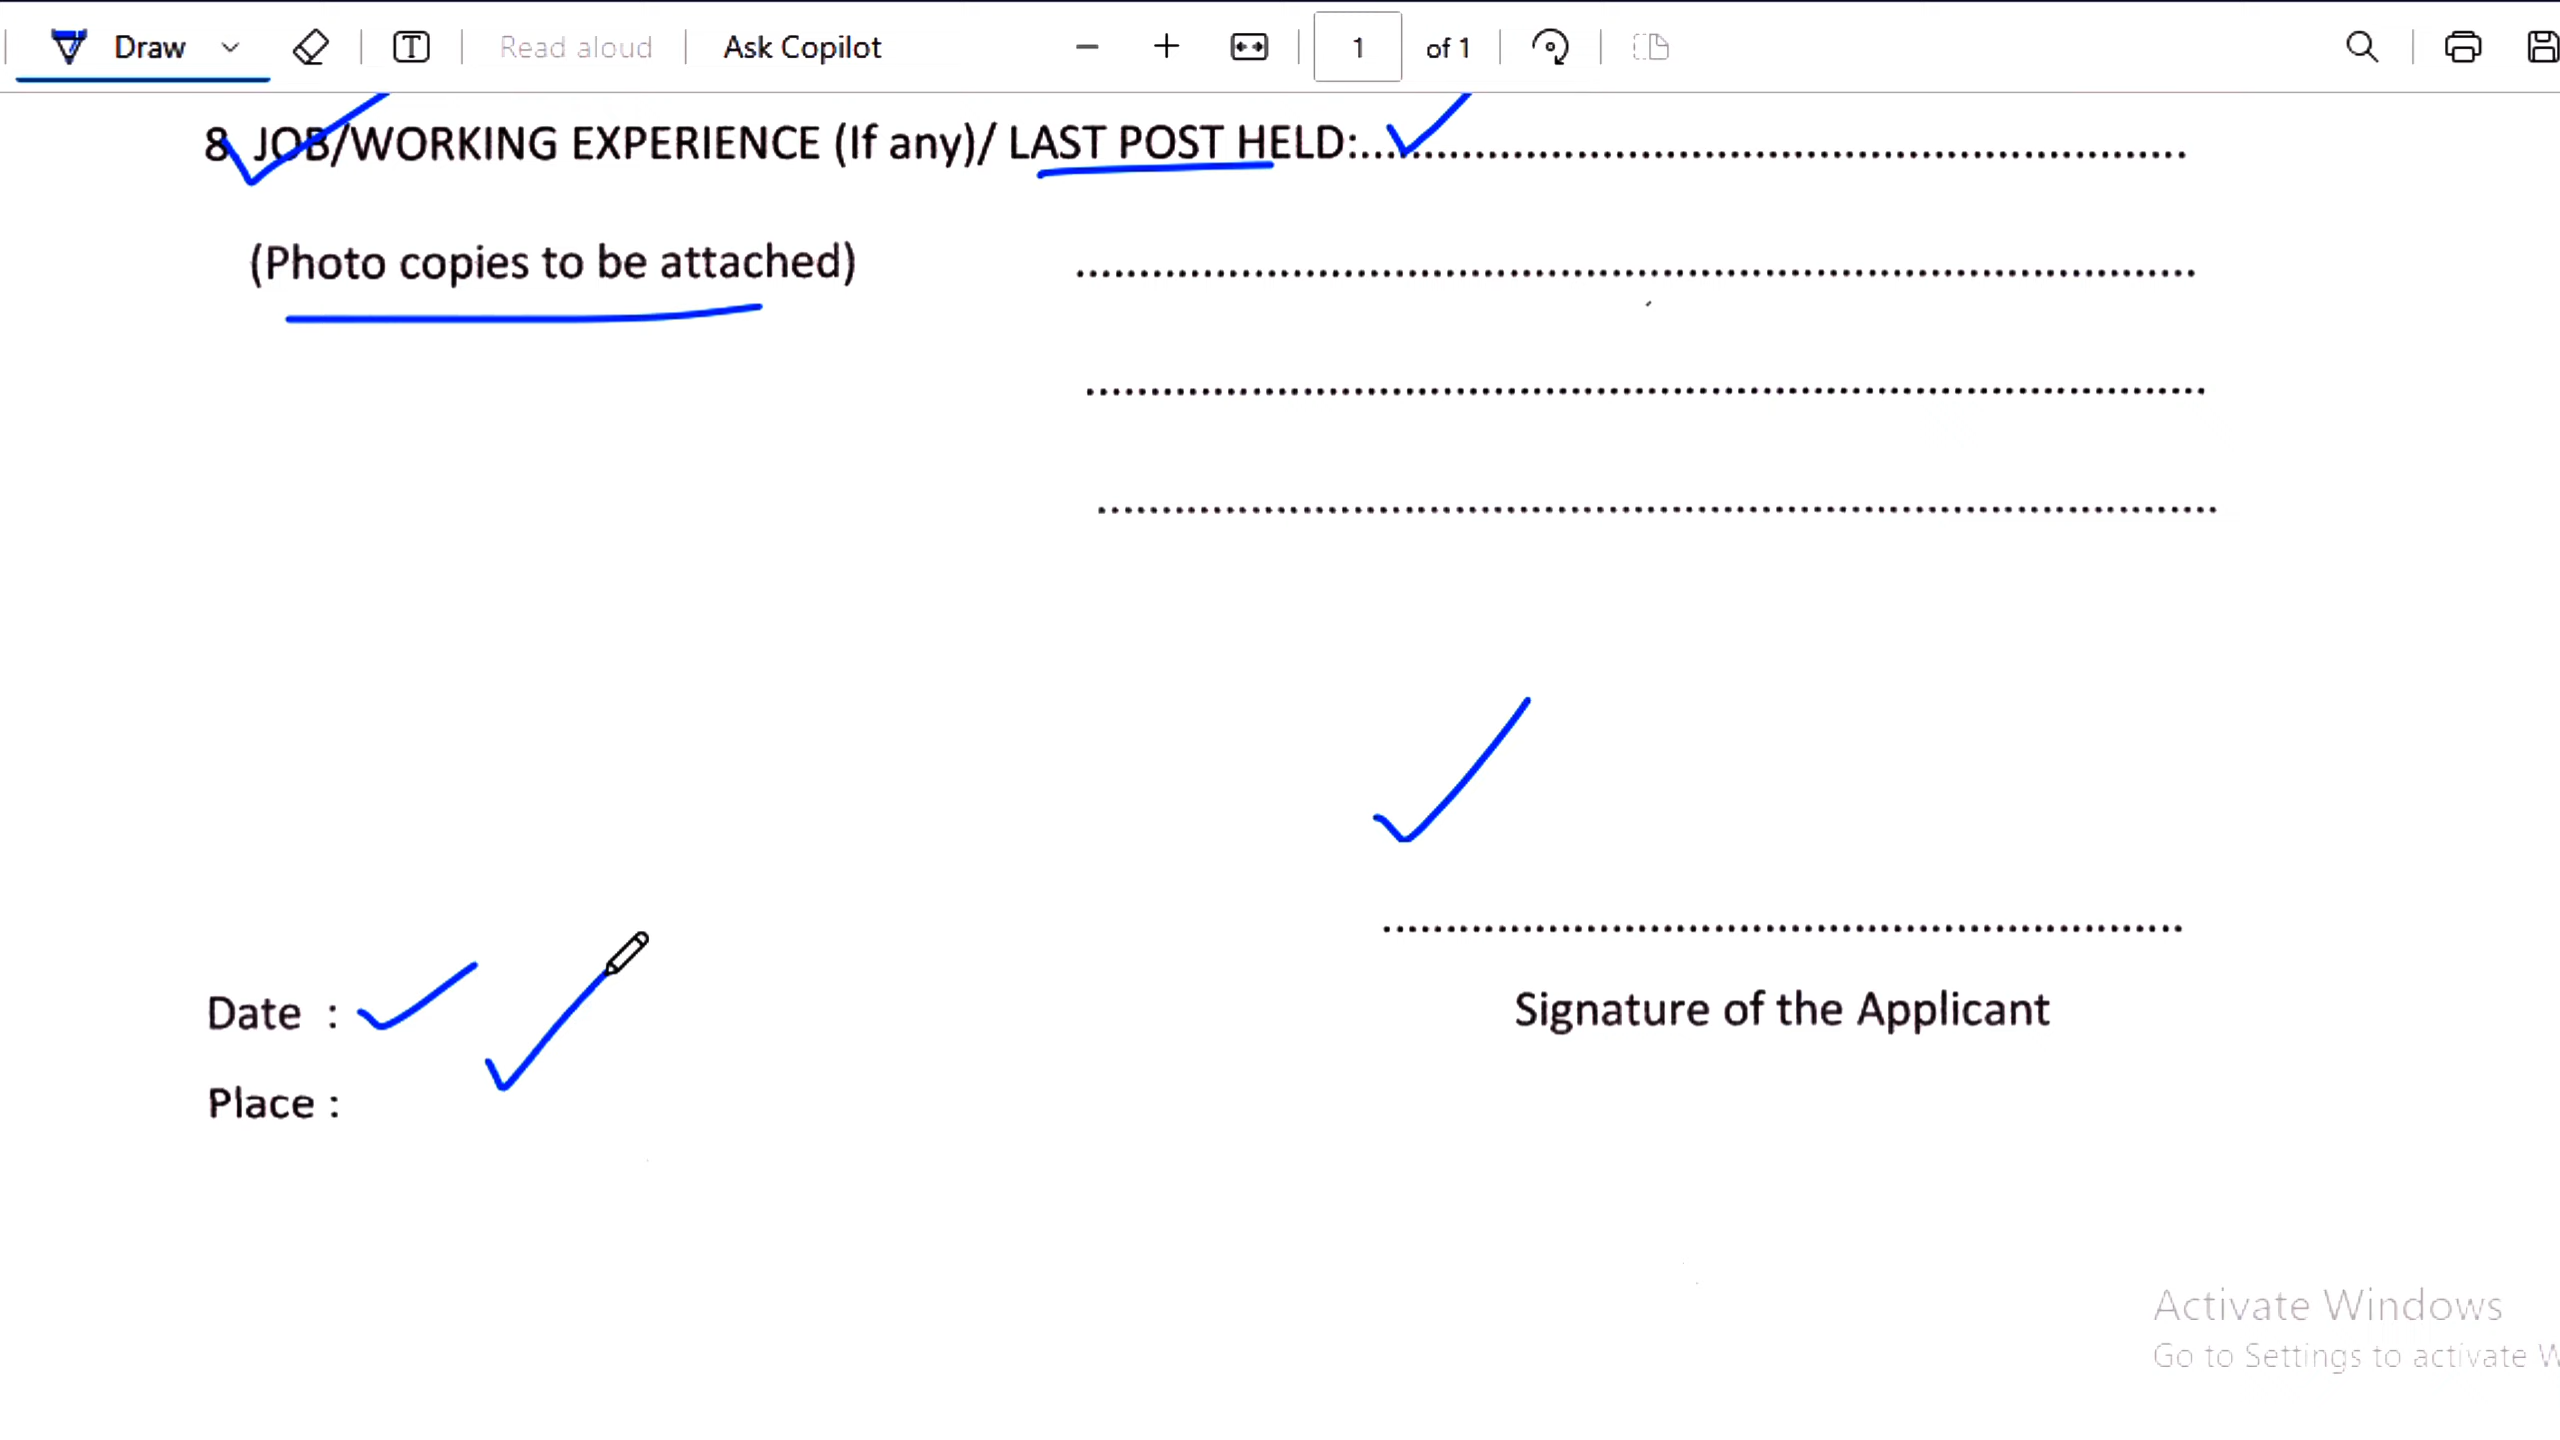 Draw Read aloud Ask Copilot 1 of 1
8. JOB/WORKING EXPERIENCE (If any)/ LAST POST HELD:............................................................
(Photo copies to be attached) ............................................................
............................................................
............................................................
............................................................
Date :
Signature of the Applicant
Place :
Activate Windows
Go to Settings to activate W